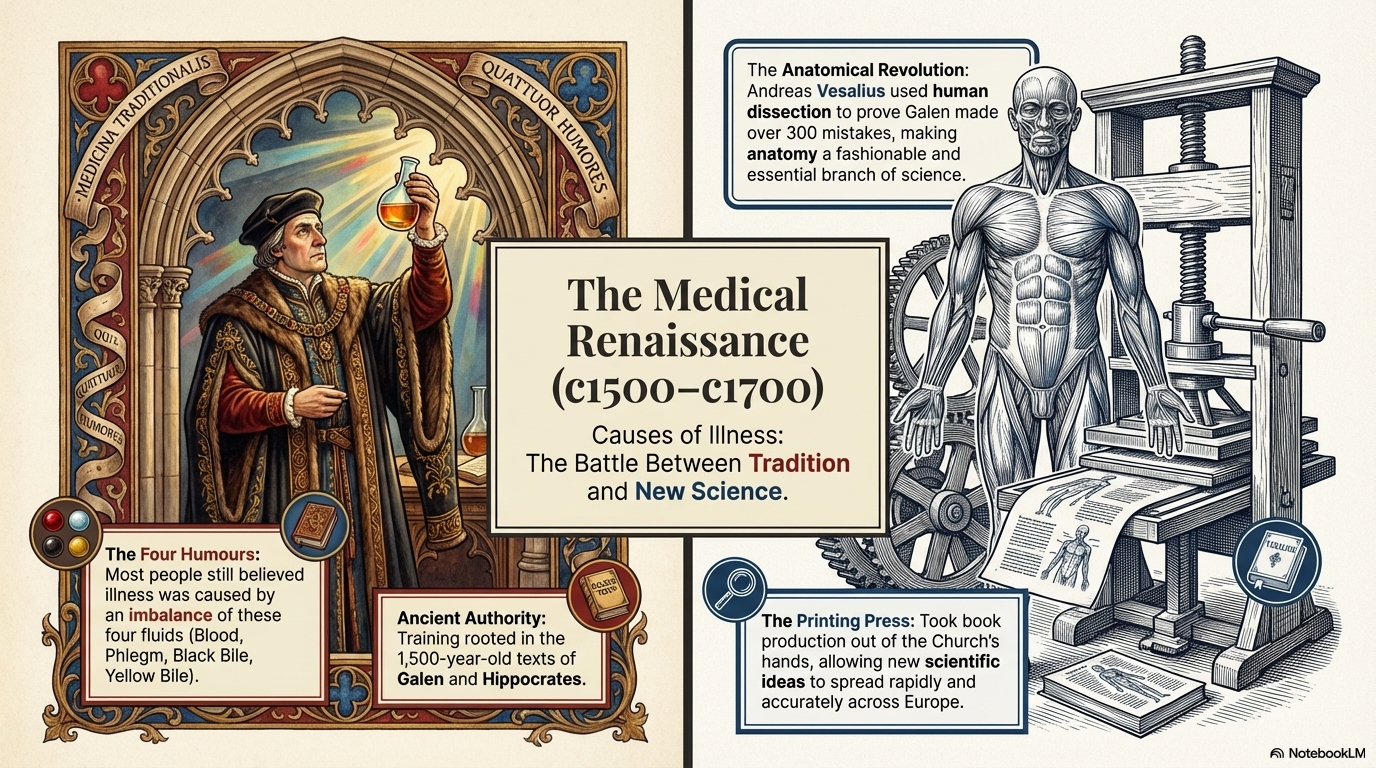 MEDICINA TRADITIONALIS
QUATTUOR HUMORES
The Medical
Renaissance
(c1500–c1700)
Causes of Illness:
The Battle Between Tradition
and New Science.
The Four Humours:
Most people still believed
illness was caused by
an imbalance of these
four fluids (Blood,
Phlegm, Black Bile,
Yellow Bile).
Ancient Authority:
Training rooted in the
1,500-year-old texts of
Galen and Hippocrates.
The Anatomical Revolution:
Andreas Vesalius used human
dissection to prove Galen made
over 300 mistakes, making
anatomy a fashionable and
essential branch of science.
The Printing Press: Took book
production out of the Church's
hands, allowing new scientific
ideas to spread rapidly and
accurately across Europe.
NotebookLM